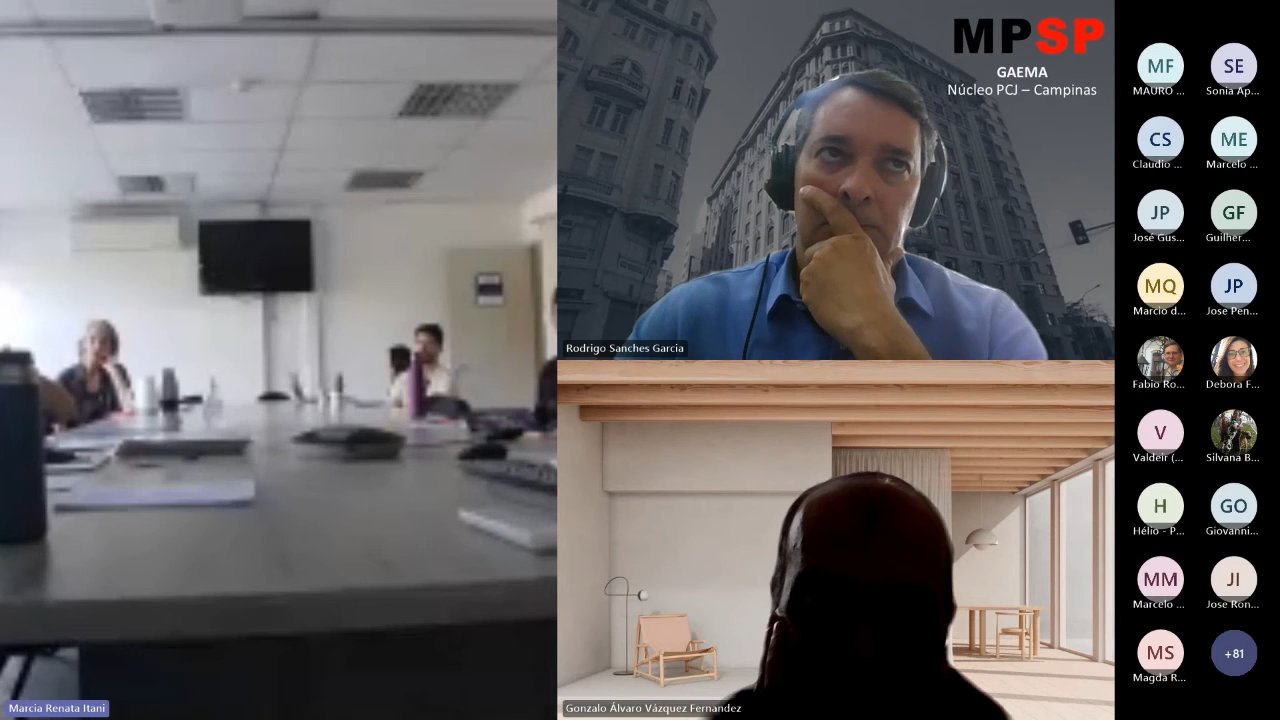 MPSP
GAEMA
Núcleo PCJ – Campinas
Rodrigo Sanches Garcia
Marcia Renata Itani
Gonzalo Álvaro Vázquez Fernandez
MF
MAURO ...
SE
Sonia Ap...
CS
Claudio ...
ME
Marcelo ...
JP
José Gus...
GF
Guilher...
MQ
Marcio d...
JP
Jose Pen...
Fabio Ro...
Debora F...
V
Valdeir (...
Silvana B...
H
Hélio - P...
GO
Giovanni...
MM
Marcelo ...
JI
Jose Ron...
MS
Magda R...
+81